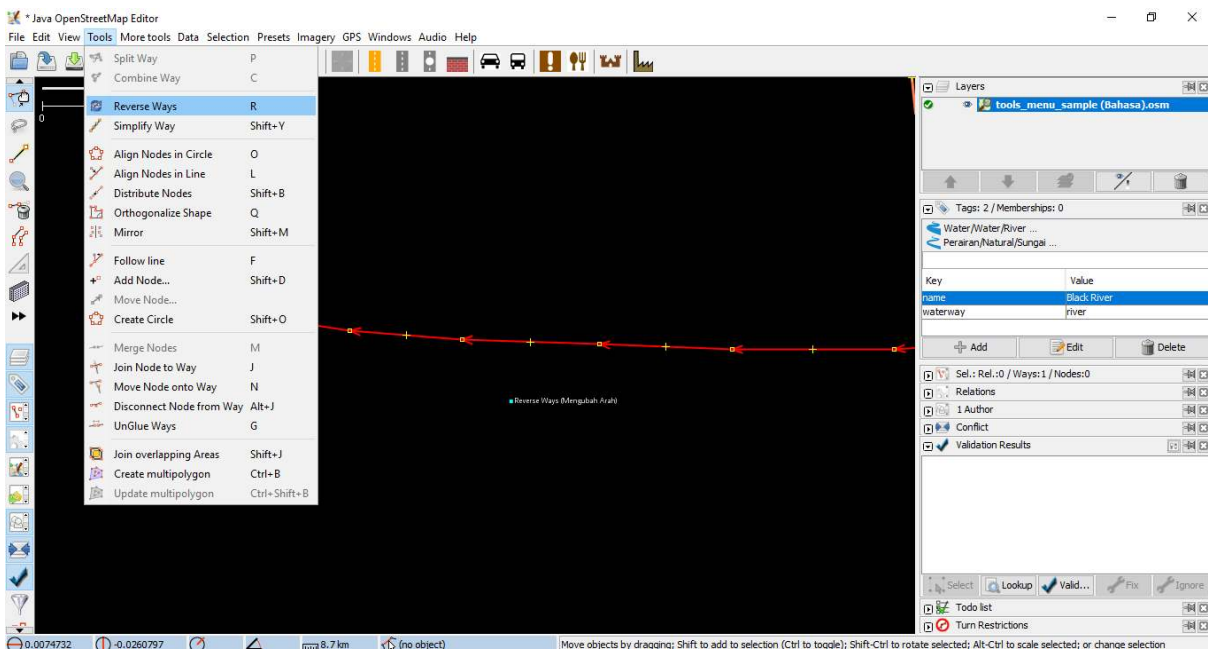 * Java OpenStreetMap Editor
File Edit View Tools More tools Data Selection Presets Imagery GPS Windows Audio Help
Split Way P
Combine Way C
Reverse Ways R
Simplify Way Shift+Y
Align Nodes in Circle O
Align Nodes in Line L
Distribute Nodes Shift+B
Orthogonalize Shape Q
Mirror Shift+M
Follow line F
Add Node... Shift+D
Move Node...
Create Circle Shift+O
Merge Nodes M
Join Node to Way J
Move Node onto Way N
Disconnect Node from Way Alt+J
UnGlue Ways G
Join overlapping Areas Shift+J
Create multipolygon Ctrl+B
Update multipolygon Ctrl+Shift+B
0
Reverse Ways (Mengubah Arah)
Layers
tools_menu_sample (Bahasa).osm
Tags: 2 / Memberships: 0
Water/Water/River ...
Perairan/Natural/Sungai ...
Key Value
name Black River
waterway river
Add Edit Delete
Sel.: Rel.:0 / Ways:1 / Nodes:0
Relations
1 Author
Conflict
Validation Results
Select Lookup Valid... Fix Ignore
Todo list
Turn Restrictions
0.0074732 -0.0260797 8.7 km (no object) Move objects by dragging; Shift to add to selection (Ctrl to toggle); Shift-Ctrl to rotate selected; Alt-Ctrl to scale selected; or change selection